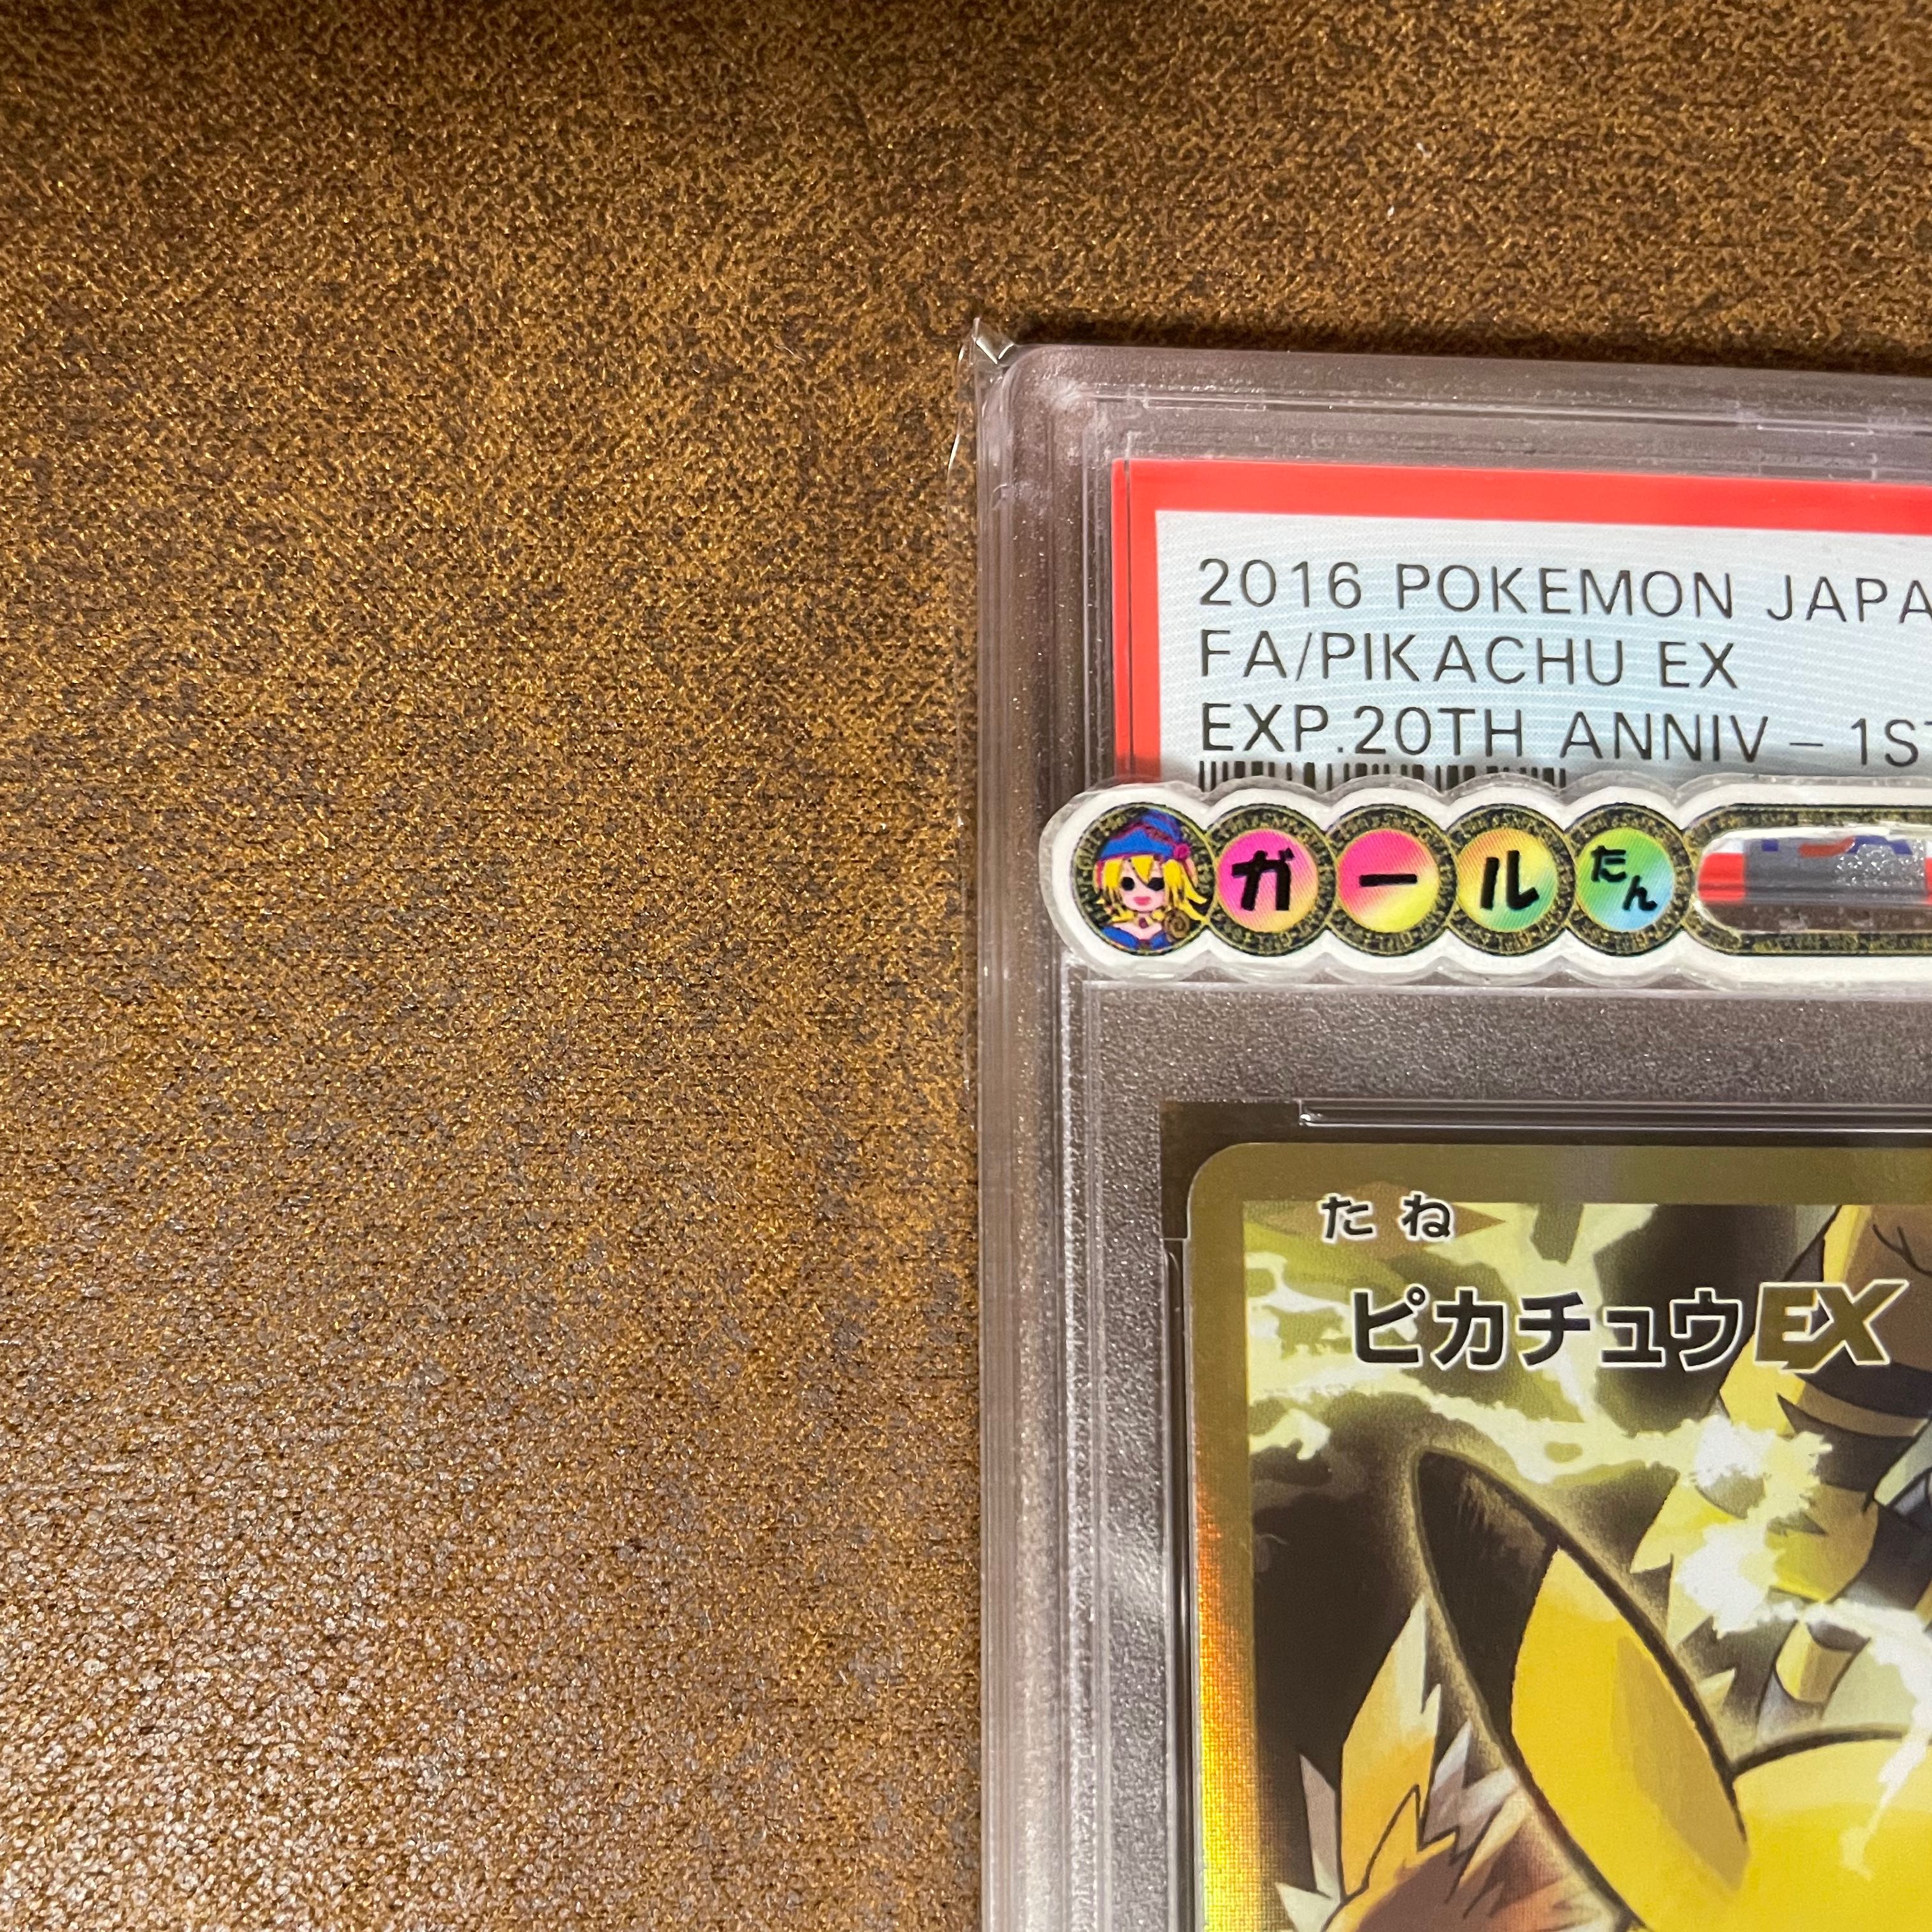 2016 POKEMON JAPA
FA/PIKACHU EX
EXP.20TH ANNIV - 1S
ガールたん
たね
ピカチュウEX